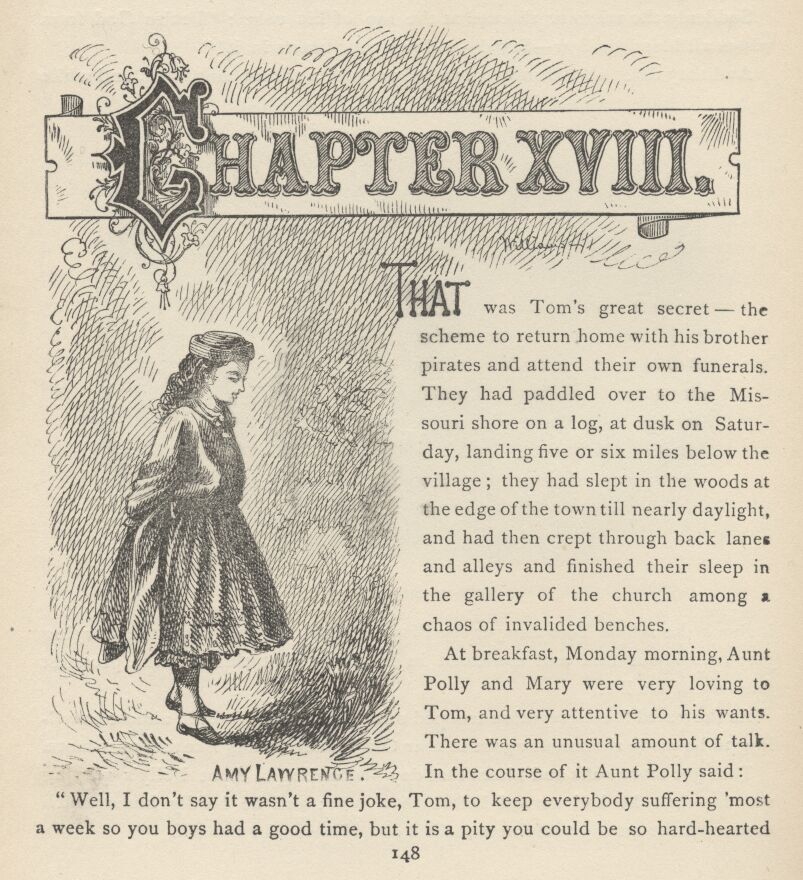 CHAPTER XVIII.
THAT was Tom's great secret — the
scheme to return home with his brother
pirates and attend their own funerals.
They had paddled over to the Mis-
souri shore on a log, at dusk on Satur-
day, landing five or six miles below the
village; they had slept in the woods at
the edge of the town till nearly daylight,
and had then crept through back lanes
and alleys and finished their sleep in
the gallery of the church among a
chaos of invalided benches.
At breakfast, Monday morning, Aunt
Polly and Mary were very loving to
Tom, and very attentive to his wants.
There was an unusual amount of talk.
In the course of it Aunt Polly said:
AMY LAWRENCE.
"Well, I don't say it wasn't a fine joke, Tom, to keep everybody suffering 'most
a week so you boys had a good time, but it is a pity you could be so hard-hearted
148